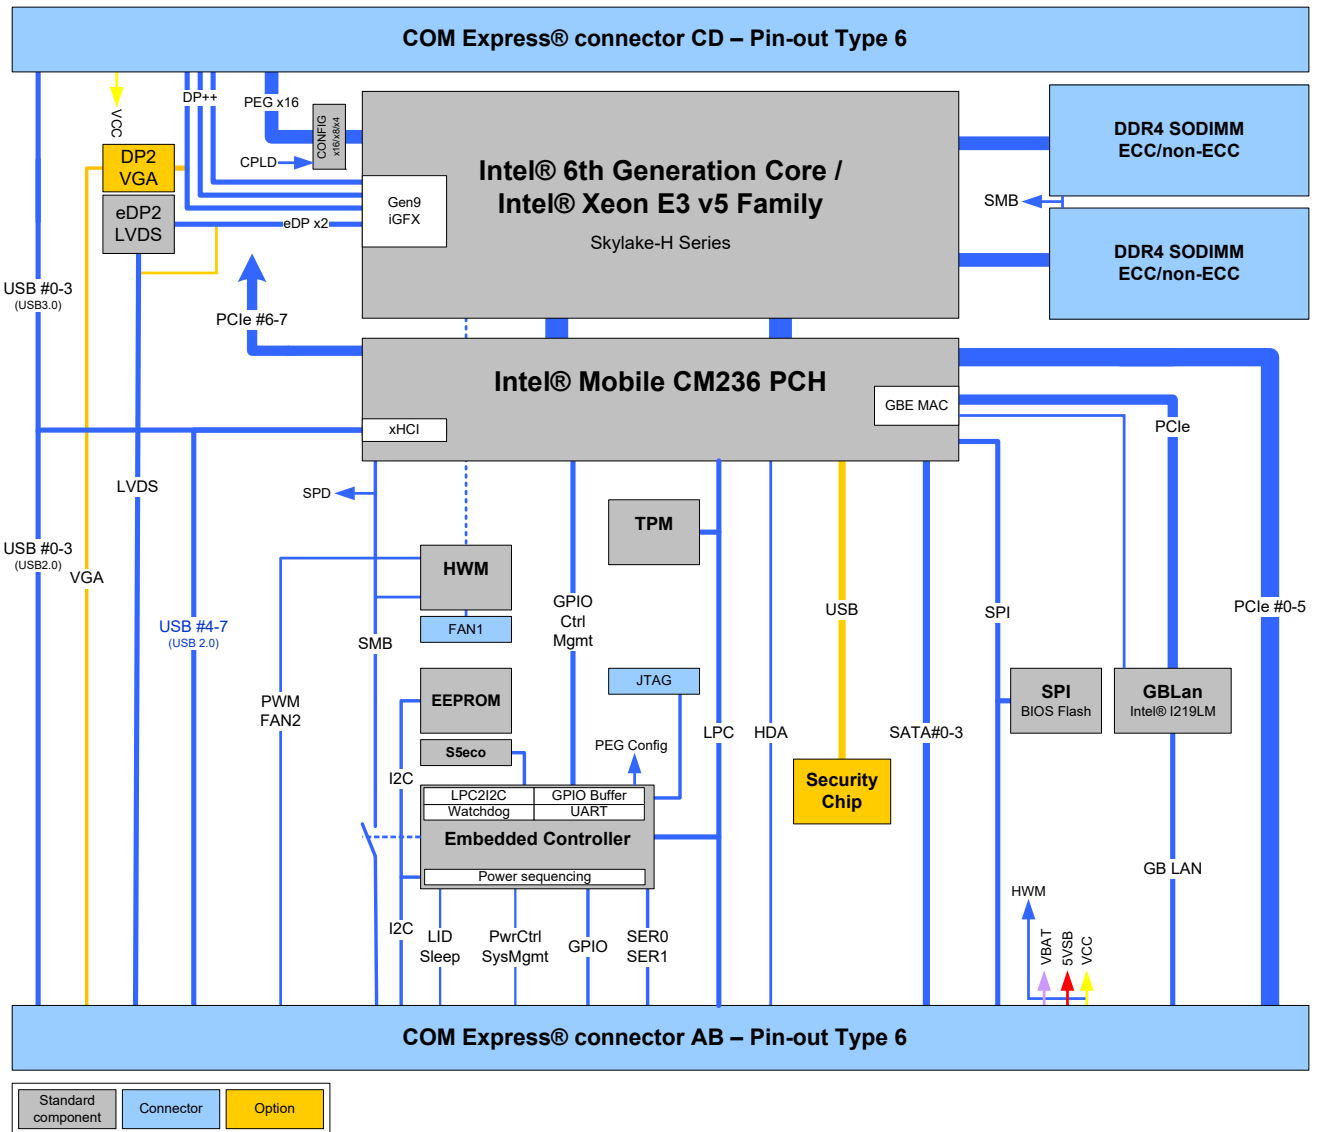 COM Express® connector CD – Pin-out Type 6
VCC
DP++
PEG x16
CONFIG
x16/x8/x4
CPLD
DP2
VGA
eDP2
LVDS
eDP x2
Gen9
iGFX
Intel® 6th Generation Core /
Intel® Xeon E3 v5 Family
Skylake-H Series
DDR4 SODIMM
ECC/non-ECC
SMB
DDR4 SODIMM
ECC/non-ECC
USB #0-3
(USB3.0)
PCIe #6-7
Intel® Mobile CM236 PCH
GBE MAC
xHCI
PCIe
LVDS
SPD
TPM
USB #0-3
(USB2.0)
VGA
HWM
FAN1
GPIO
Ctrl
Mgmt
USB
SPI
PCIe #0-5
USB #4-7
(USB 2.0)
SMB
PWM
FAN2
EEPROM
JTAG
SPI
BIOS Flash
GBLan
Intel® I219LM
S5eco
PEG Config
LPC
HDA
SATA#0-3
I2C
LPC2I2C
GPIO Buffer
Watchdog
UART
Embedded Controller
Power sequencing
Security
Chip
GB LAN
HWM
VBAT
5VSB
VCC
I2C
LID
Sleep
PwrCtrl
SysMgmt
GPIO
SER0
SER1
COM Express® connector AB – Pin-out Type 6
Standard
component
Connector
Option